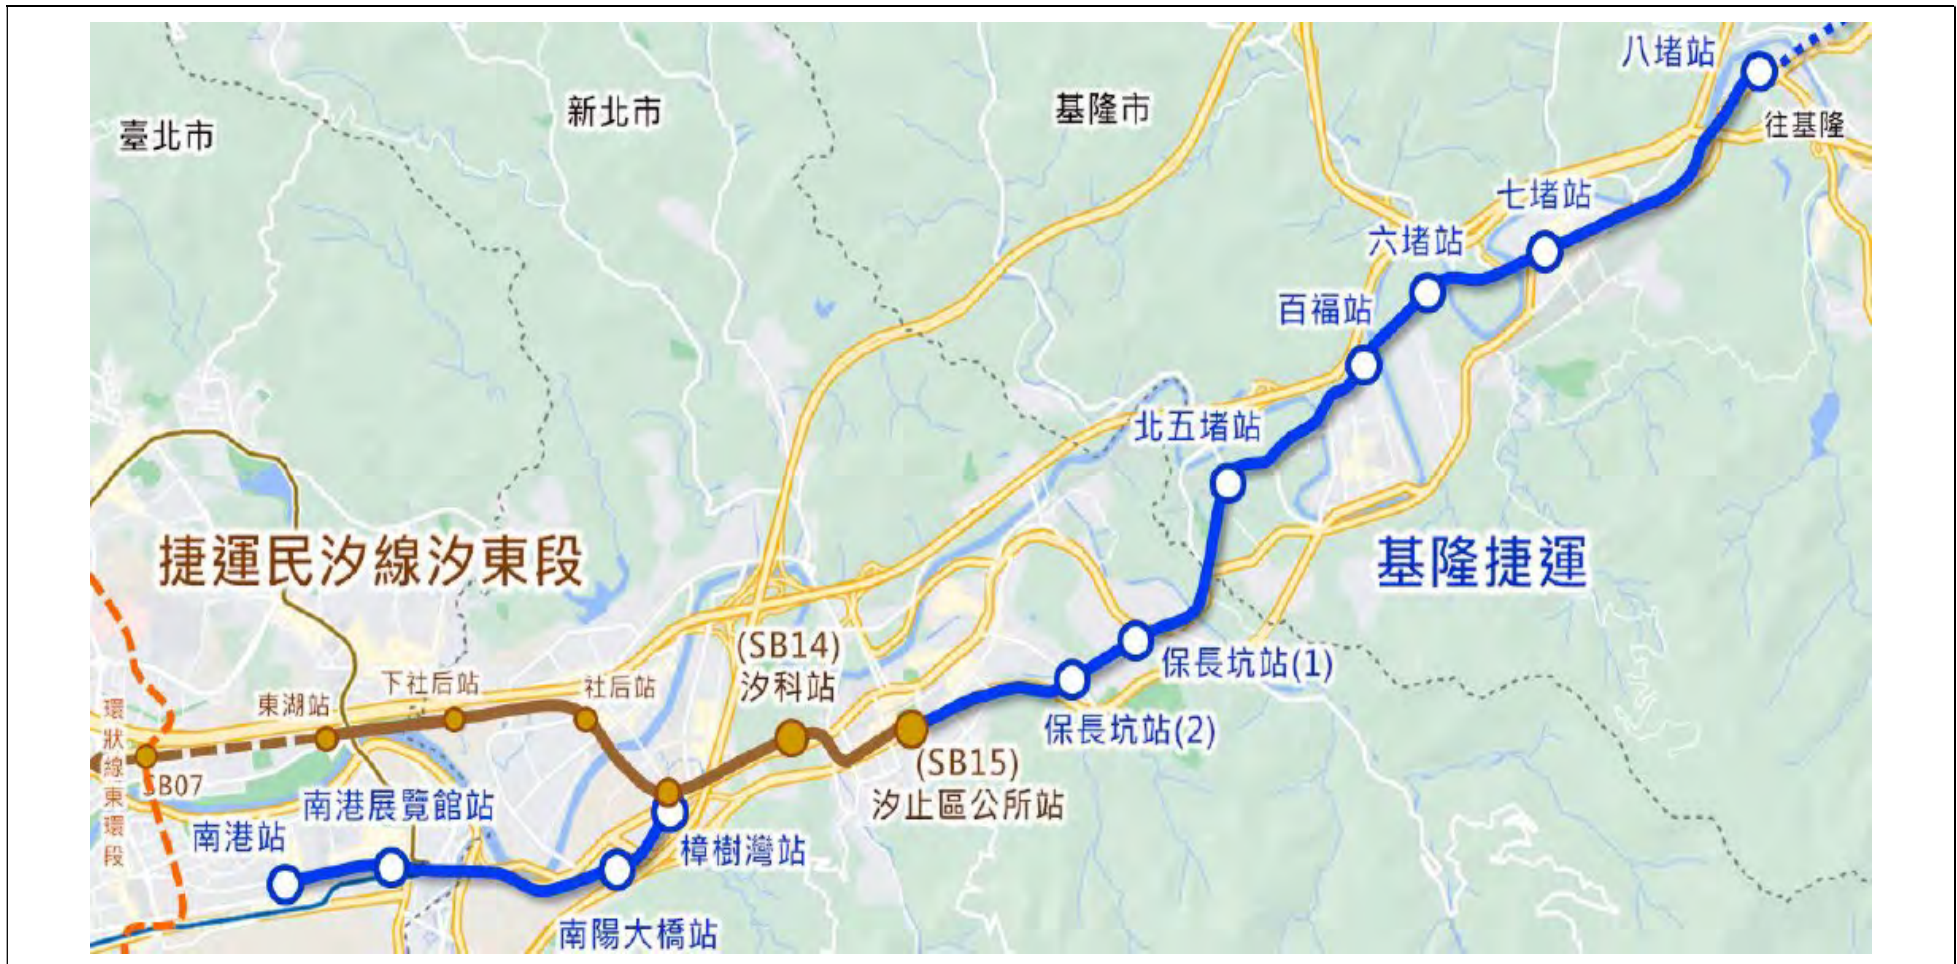 八堵站
臺北市
新北市
基隆市
往基隆
七堵站
六堵站
百福站
北五堵站
捷運民汐線汐東段
基隆捷運
(SB14)
汐科站
保長坑站(1)
下社后站
社后站
東湖站
環狀線東環段
保長坑站(2)
(SB15)
汐止區公所站
SB07
南港展覽館站
南港站
樟樹灣站
南陽大橋站